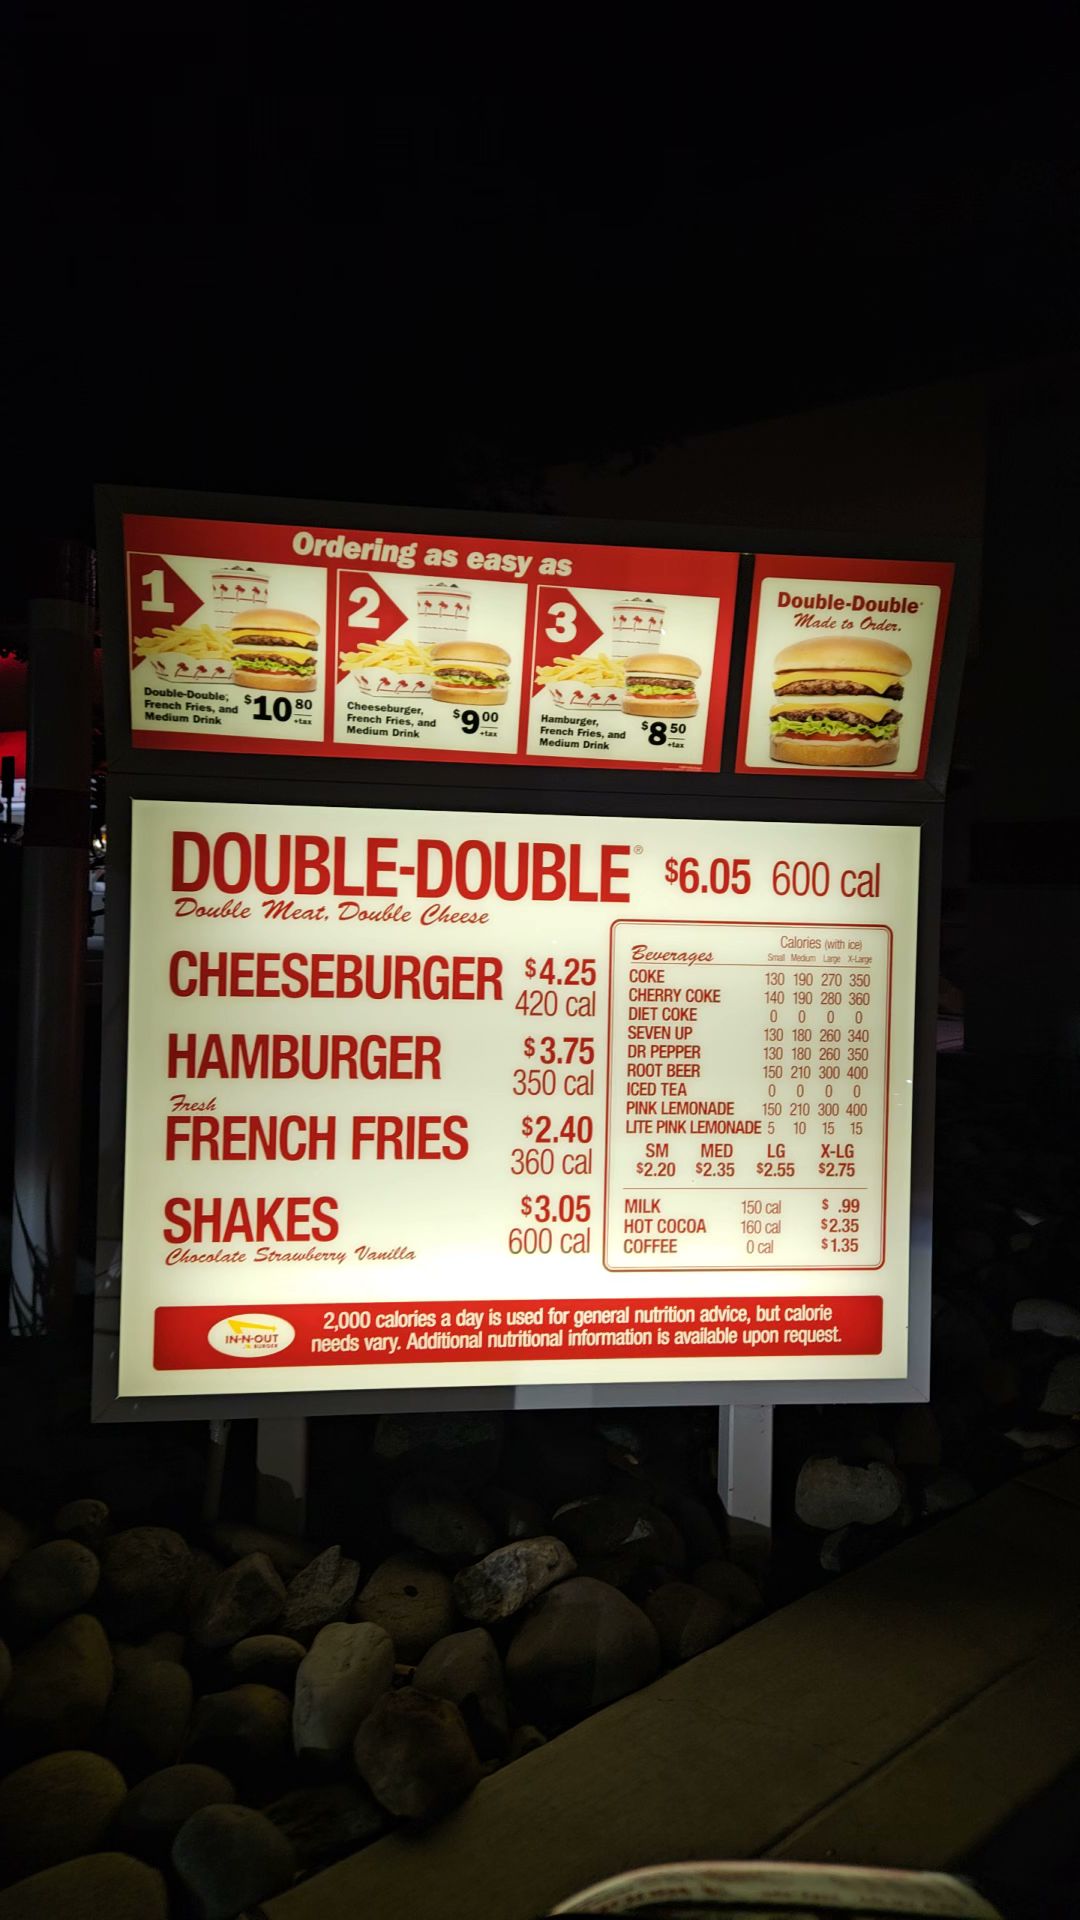 Ordering as easy as
1
Double-Double,
French Fries, and
Medium Drink
$10 80
+tax
2
Cheeseburger,
French Fries, and
Medium Drink
$9 00
+tax
3
Hamburger,
French Fries, and
Medium Drink
$8 50
+tax
Double-Double
Made to Order.
DOUBLE-DOUBLE® $6.05 600 cal
Double Meat, Double Cheese
CHEESEBURGER $4.25
420 cal
HAMBURGER $3.75
350 cal
Fresh
FRENCH FRIES $2.40
360 cal
SHAKES $3.05
600 cal
Chocolate Strawberry Vanilla
Calories (with ice)
Beverages Small Medium Large X-Large
COKE 130 190 270 350
CHERRY COKE 140 190 280 360
DIET COKE 0 0 0 0
SEVEN UP 130 180 260 340
DR PEPPER 130 180 260 350
ROOT BEER 150 210 300 400
ICED TEA 0 0 0 0
PINK LEMONADE 150 210 300 400
LITE PINK LEMONADE 5 10 15 15
SM MED LG X-LG
$2.20 $2.35 $2.55 $2.75
MILK 150 cal $ .99
HOT COCOA 160 cal $2.35
COFFEE 0 cal $1.35
IN-N-OUT
BURGER
2,000 calories a day is used for general nutrition advice, but calorie
needs vary. Additional nutritional information is available upon request.